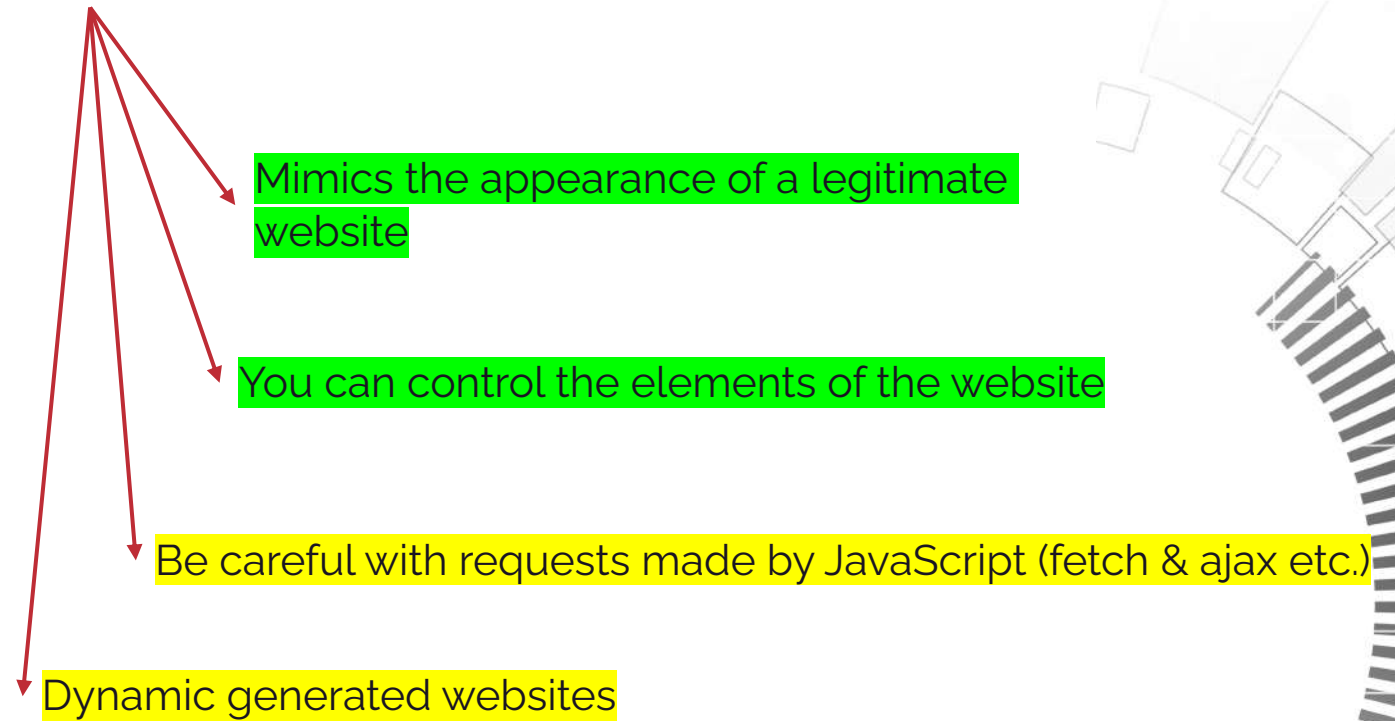 Mimics the appearance of a legitimate
website
You can control the elements of the website
Be careful with requests made by JavaScript (fetch & ajax etc.)
Dynamic generated websites